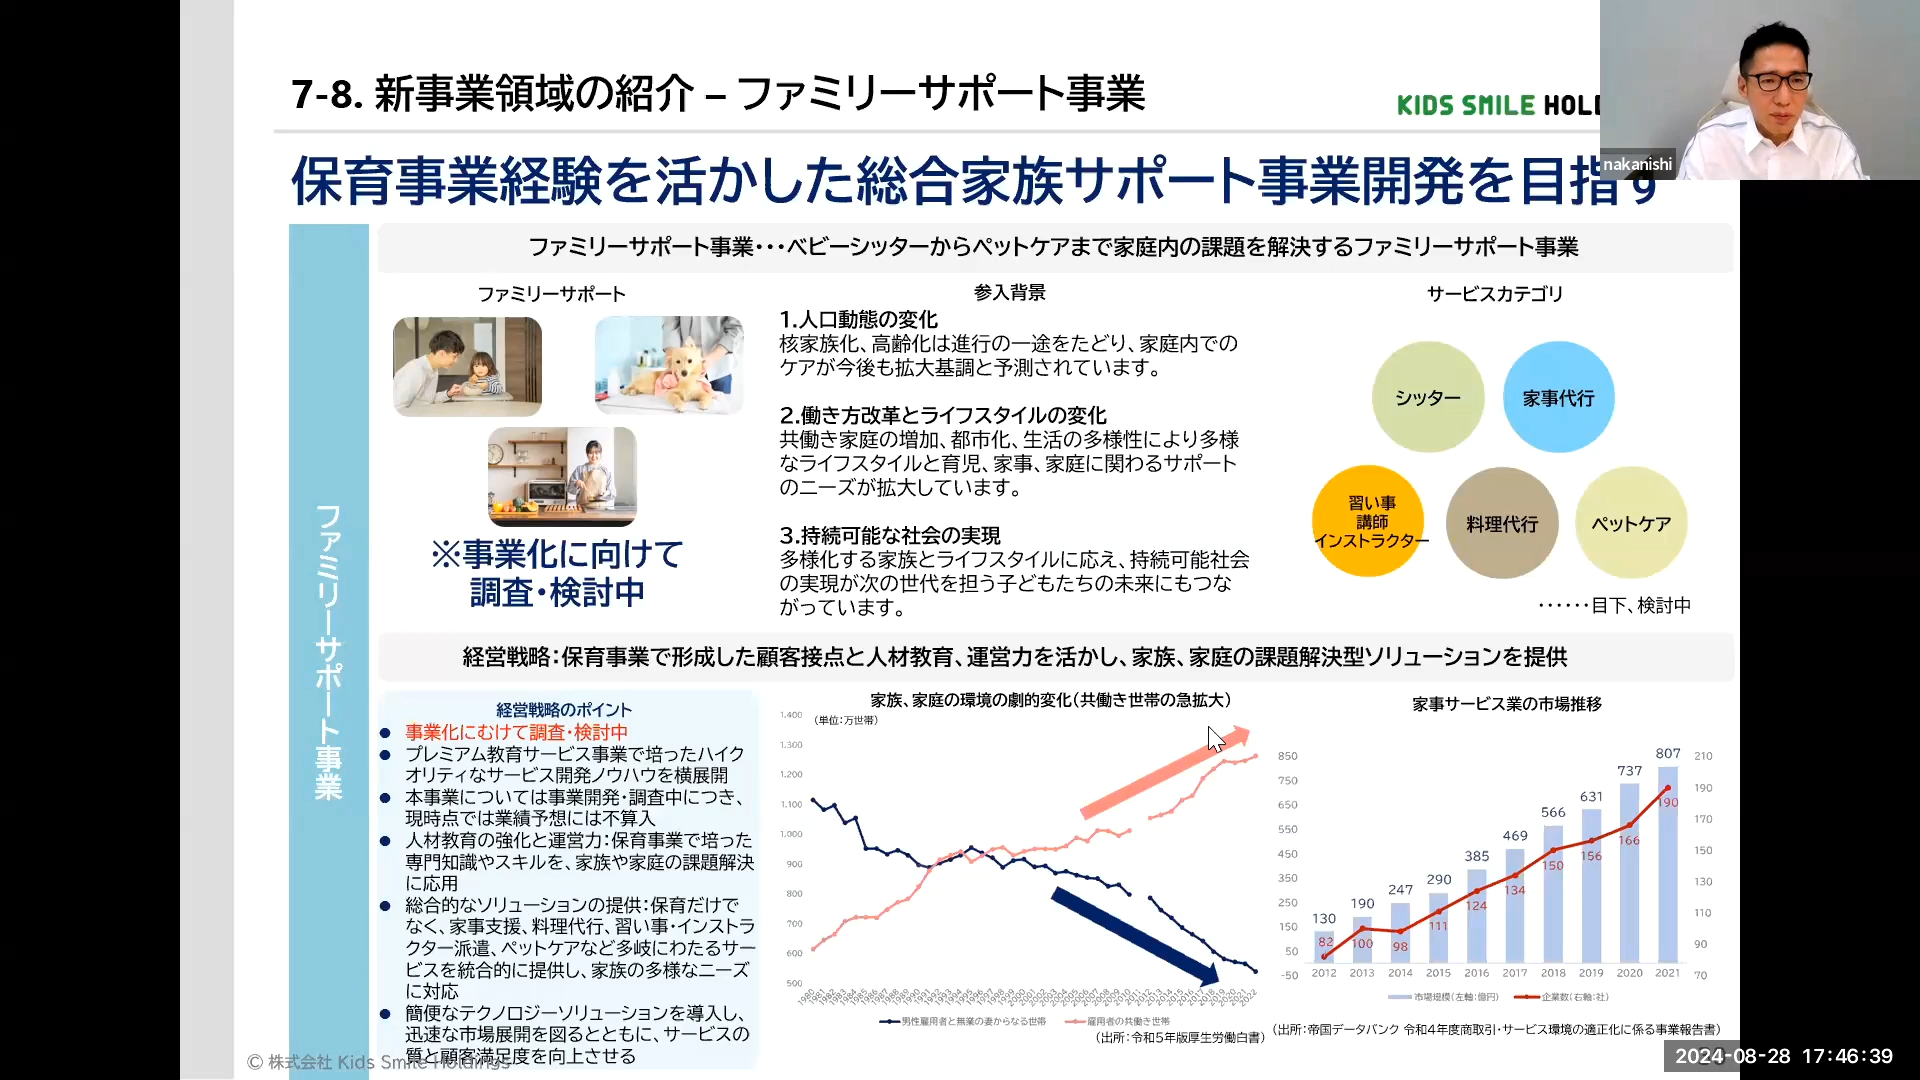 7-8. 新事業領域の紹介 – ファミリーサポート事業
KIDS SMILE HOLD
nakanishi
保育事業経験を活かした総合家族サポート事業開発を目指す
ファミリーサポート事業
ファミリーサポート事業・・・ベビーシッターからペットケアまで家庭内の課題を解決するファミリーサポート事業
ファミリーサポート
※事業化に向けて
調査・検討中
参入背景
1.人口動態の変化
核家族化、高齢化は進行の一途をたどり、家庭内での
ケアが今後も拡大基調と予測されています。
2.働き方改革とライフスタイルの変化
共働き家庭の増加、都市化、生活の多様性により多様
なライフスタイルと育児、家事、家庭に関わるサポート
のニーズが拡大しています。
3.持続可能な社会の実現
多様化する家族とライフスタイルに応え、持続可能社会
の実現が次の世代を担う子どもたちの未来にもつな
がっています。
サービスカテゴリ
シッター
家事代行
習い事
講師
インストラクター
料理代行
ペットケア
・・・・・・目下、検討中
経営戦略：保育事業で形成した顧客接点と人材教育、運営力を活かし、家族、家庭の課題解決型ソリューションを提供
経営戦略のポイント
● 事業化にむけて調査・検討中
● プレミアム教育サービス事業で培ったハイク
オリティなサービス開発ノウハウを横展開
● 本事業については事業開発・調査中につき、
現時点では業績予想には不算入
● 人材教育の強化と運営力：保育事業で培った
専門知識やスキルを、家族や家庭の課題解決
に応用
● 総合的なソリューションの提供：保育だけで
なく、家事支援、料理代行、習い事・インストラ
クター派遣、ペットケアなど多岐にわたるサー
ビスを統合的に提供し、家族の多様なニーズ
に対応
● 簡便なテクノロジーソリューションを導入し、
迅速な市場展開を図るとともに、サービスの
質と顧客満足度を向上させる
家族、家庭の環境の劇的変化（共働き世帯の急拡大）
（単位：万世帯）
1,400
1,300
1,200
1,100
1,000
900
800
700
600
500
1980 1981 1982 1983 1984 1985 1986 1987 1988 1989 1990 1991 1992 1993 1994 1995 1996 1997 1998 1999 2000 2001 2002 2003 2004 2005 2006 2007 2008 2009 2010 2011 2012 2013 2014 2015 2016 2017 2018 2019 2020 2021 2022
男性雇用者と無業の妻からなる世帯 雇用者の共働き世帯
（出所：令和5年版厚生労働白書）
家事サービス業の市場推移
850
750
650
550
450
350
250
150
50
-50
130 190 247 290 385 469 566 631 737 807
82 100 98 111 124 134 150 156 166 190
210
190
170
150
130
110
90
70
2012 2013 2014 2015 2016 2017 2018 2019 2020 2021
市場規模（左軸：億円） 企業数（右軸：社）
（出所：帝国データバンク 令和4年度商取引・サービス環境の適正化に係る事業報告書）
© 株式会社 Kids Smile Holdings
2024-08-28 17:46:39